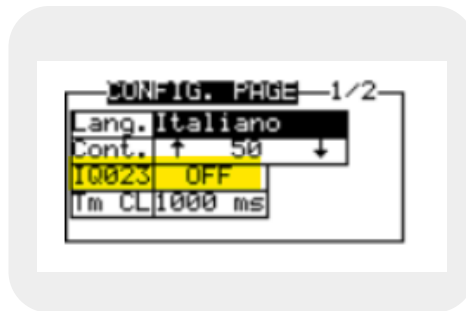 CONFIG. PAGE 1/2
Lang. Italiano
Cont. ↑ 50 ↓
IQ023 OFF
Tm CL 1000 ms